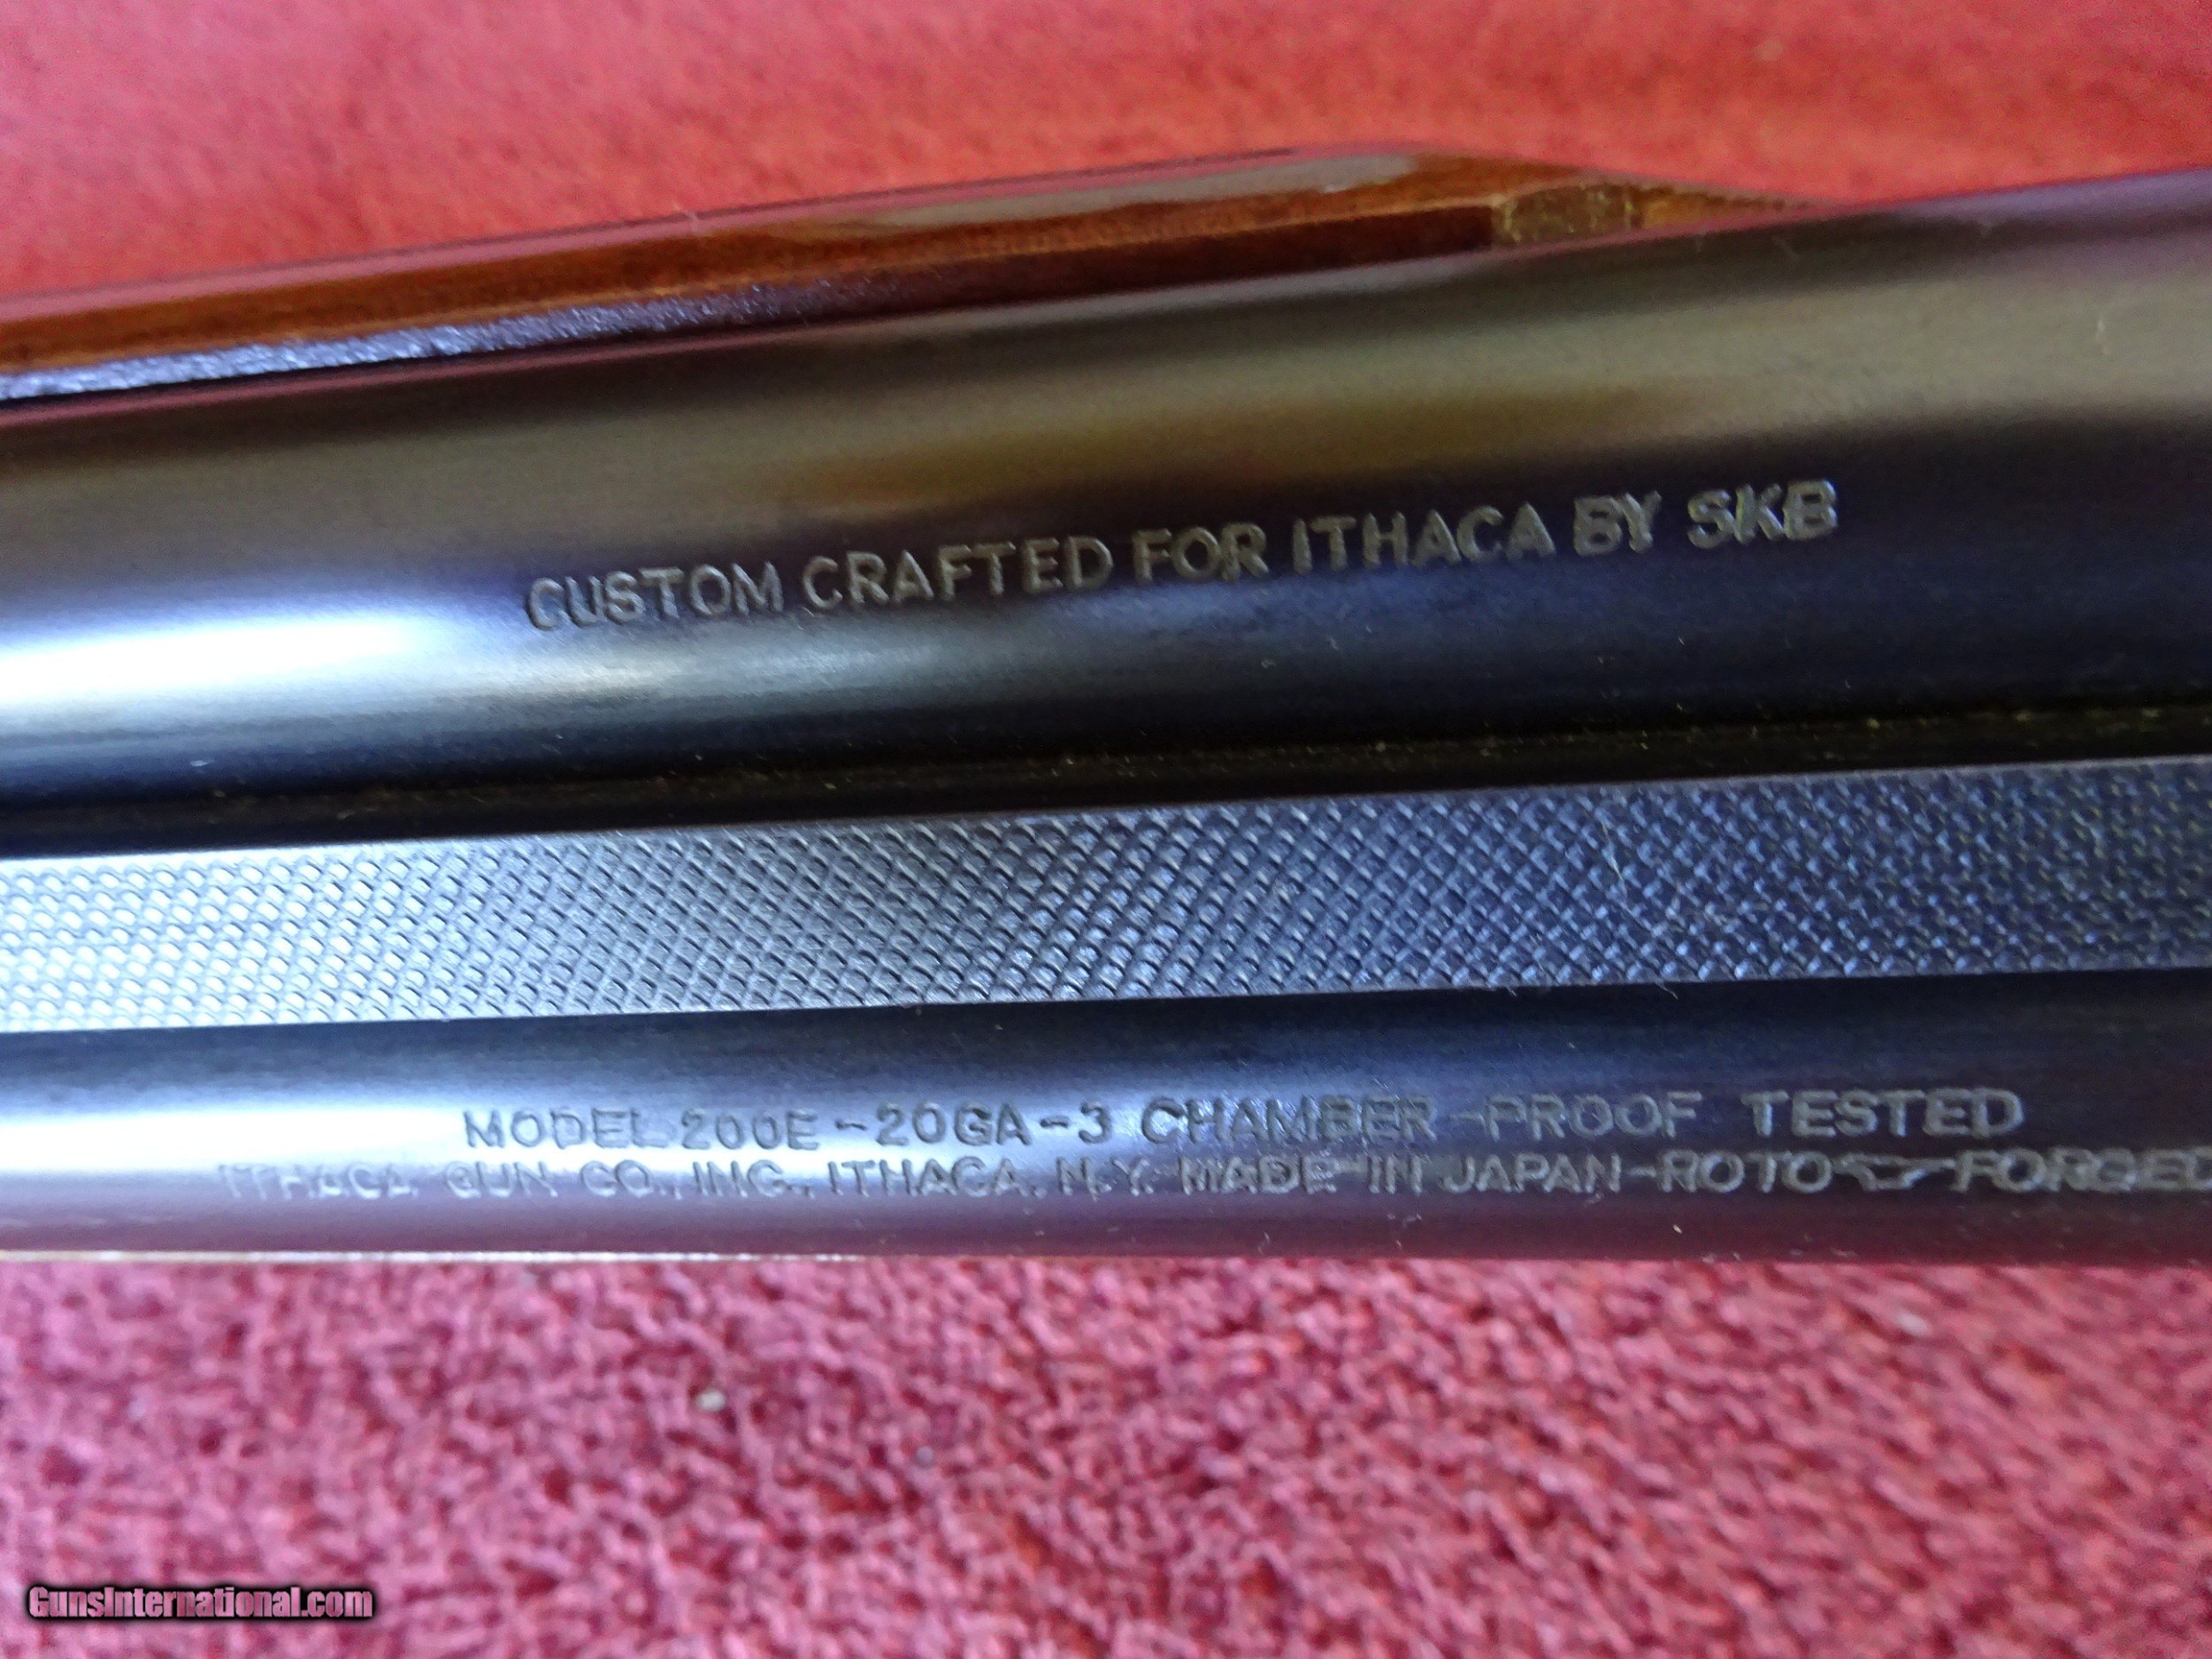 CUSTOM CRAFTED FOR ITHACA BY SKB
MODEL 200E-20GA-3 CHAMBER-PROOF TESTED
ITHACA GUN CO., INC., ITHACA, N.Y. MADE IN JAPAN-ROTO-FORGED
GunsInternational.com